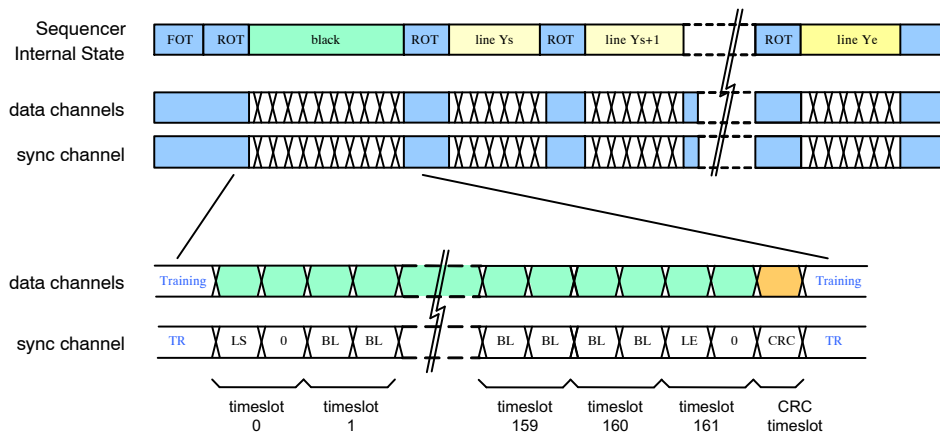 Sequencer
Internal State
FOT ROT black ROT line Ys ROT line Ys+1 ROT line Ye
data channels
sync channel
data channels Training Training
sync channel TR LS 0 BL BL BL BL BL BL LE 0 CRC TR
timeslot timeslot timeslot timeslot timeslot CRC
0 1 159 160 161 timeslot